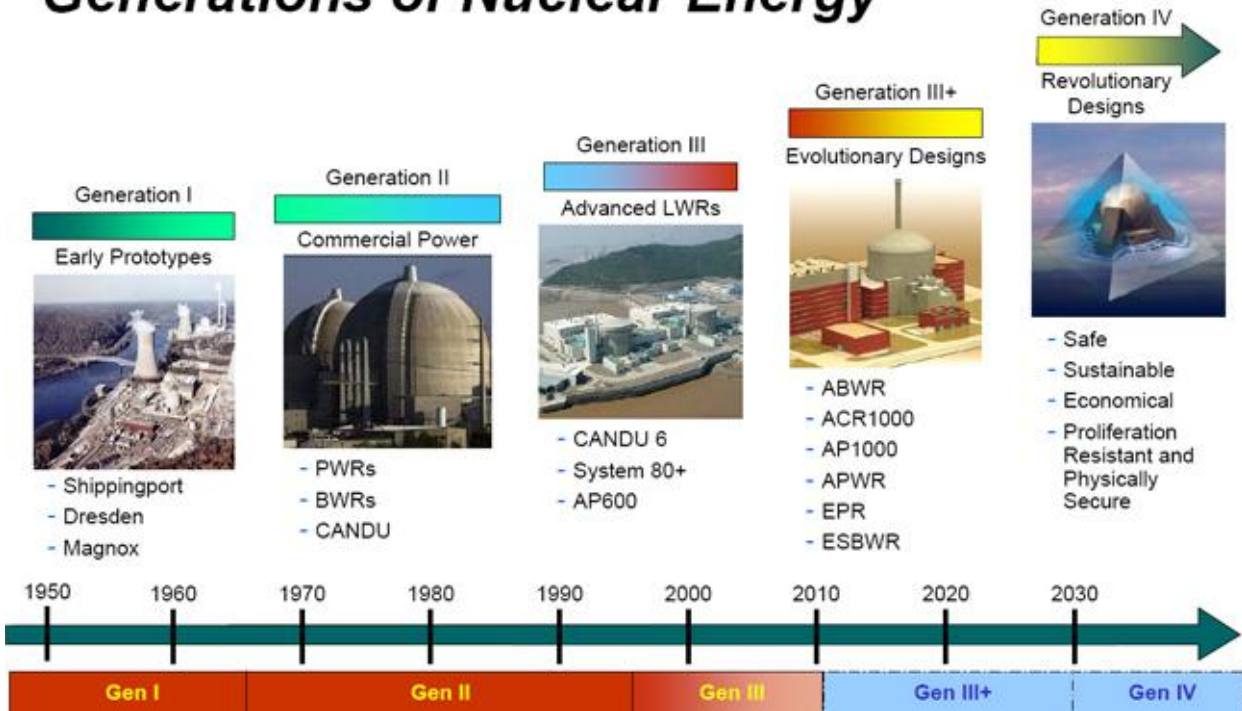 Generations of Nuclear Energy
Generation I
Early Prototypes
- Shippingport
- Dresden
- Magnox
Generation II
Commercial Power
- PWRs
- BWRs
- CANDU
Generation III
Advanced LWRs
- CANDU 6
- System 80+
- AP600
Generation III+
Evolutionary Designs
- ABWR
- ACR1000
- AP1000
- APWR
- EPR
- ESBWR
Generation IV
Revolutionary
Designs
- Safe
- Sustainable
- Economical
- Proliferation
Resistant and
Physically
Secure
1950 1960 1970 1980 1990 2000 2010 2020 2030
Gen I Gen II Gen III Gen III+ Gen IV